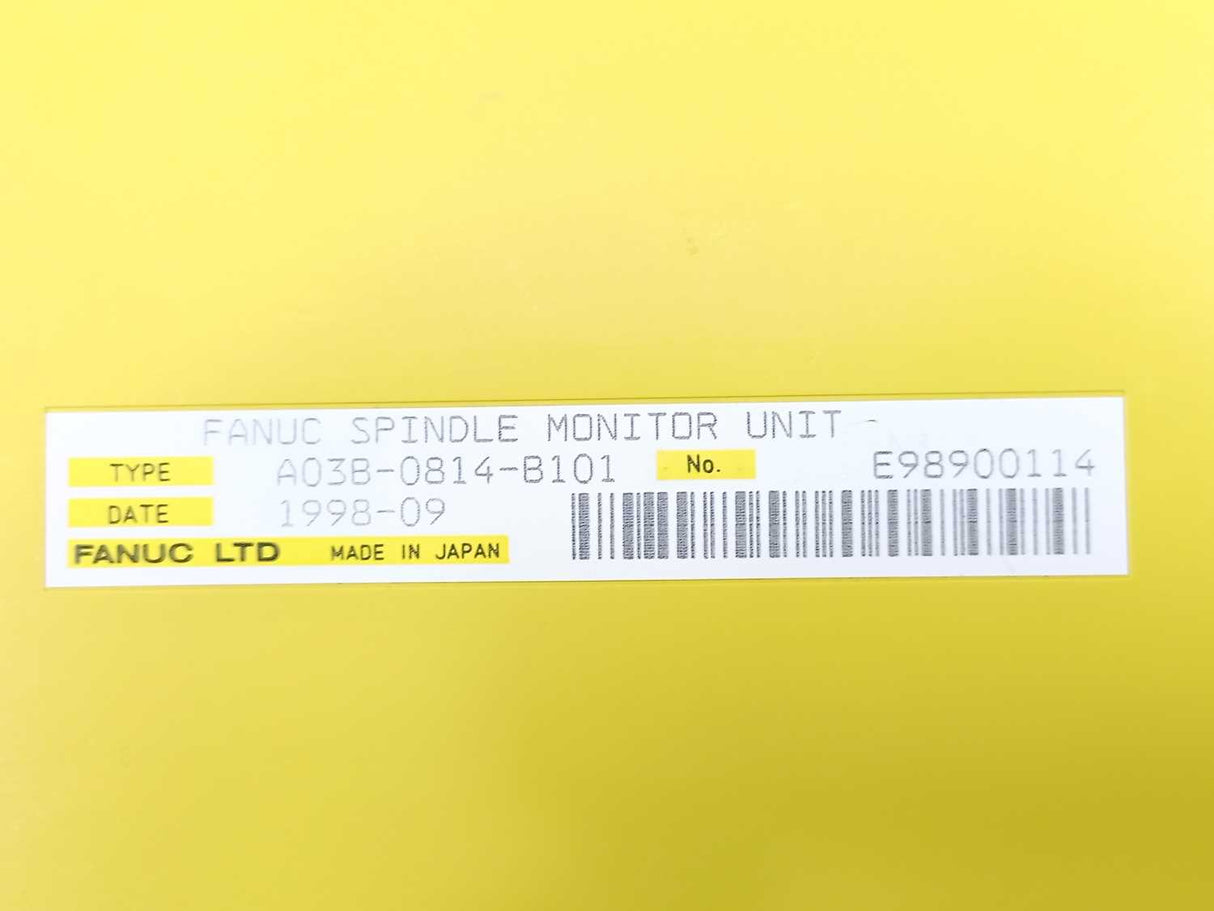 FANUC SPINDLE MONITOR UNIT
TYPE A03B-0814-B101 No. E98900114
DATE 1998-09
FANUC LTD MADE IN JAPAN